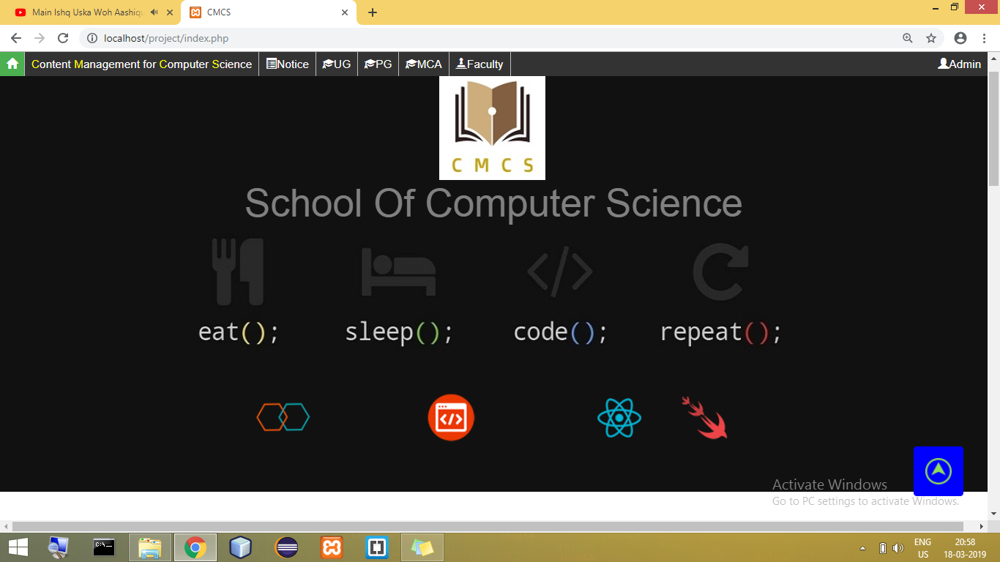 Main Ishq Uska Woh Aashiqu
CMCS
localhost/project/index.php
Content Management for Computer Science
Notice
UG
PG
MCA
Faculty
Admin
CMCS
School Of Computer Science
eat(); sleep(); code(); repeat();
Activate Windows
Go to PC settings to activate Windows.
ENG 20:58
US 18-03-2019